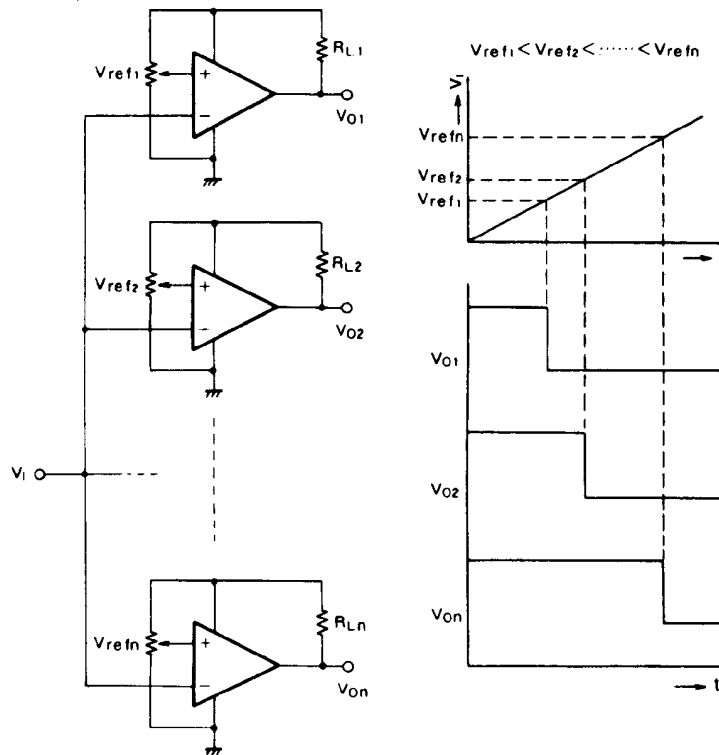 Vref1
+
−
RL1
VO1
Vref2
+
−
RL2
VO2
VI
Vrefn
+
−
RLn
VOn
Vref1 < Vref2 < ...... < Vrefn
VI
Vrefn
Vref2
Vref1
VO1
VO2
VOn
t